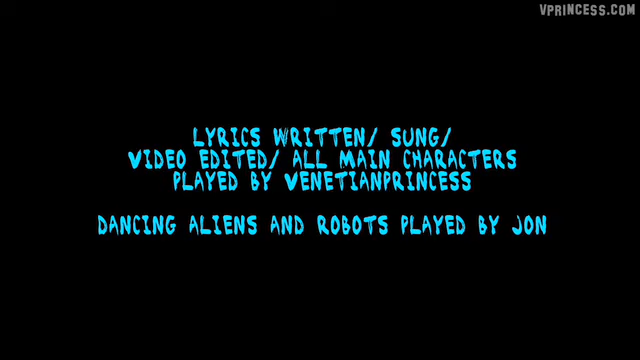 VPRINCESS.COM
LYRICS WRITTEN/ SUNG/
VIDEO EDITED/ ALL MAIN CHARACTERS
PLAYED BY VENETIANPRINCESS
DANCING ALIENS AND ROBOTS PLAYED BY JON